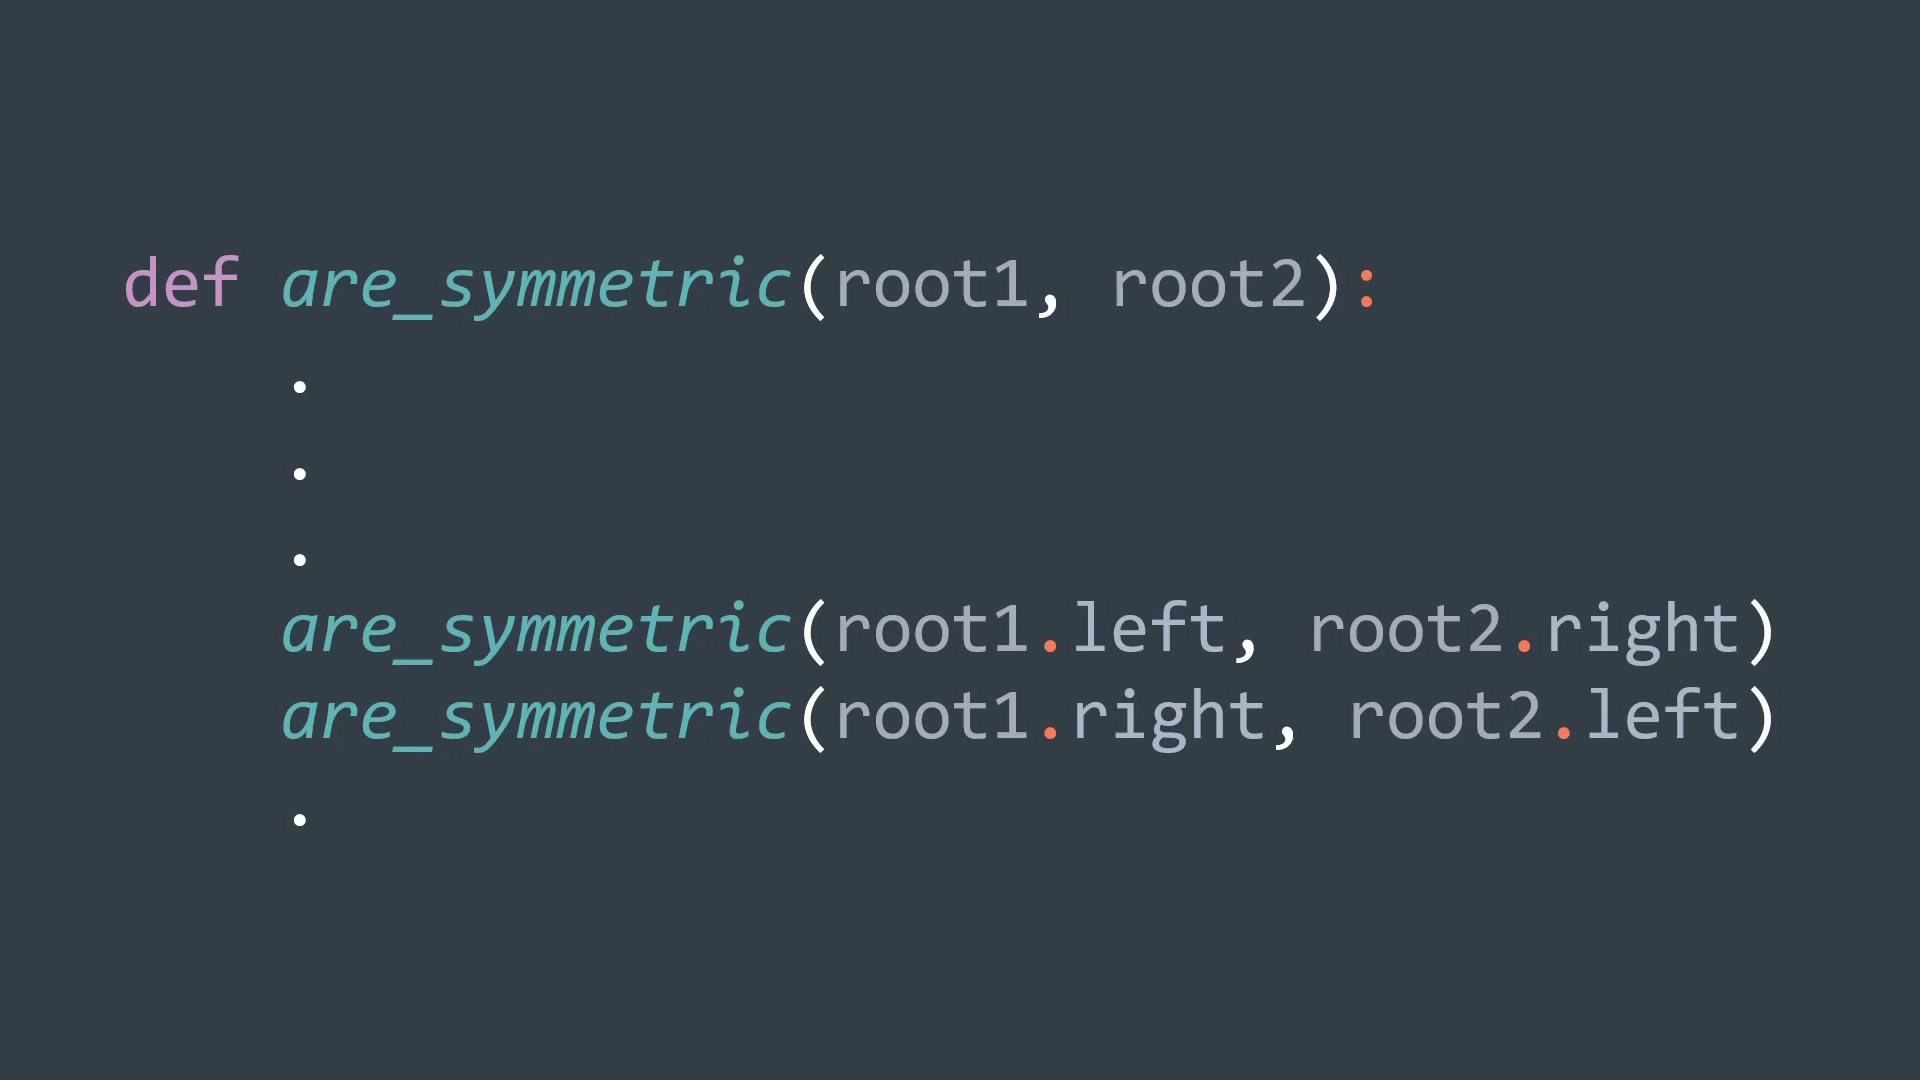 def are_symmetric(root1, root2):
.
.
.
are_symmetric(root1.left, root2.right)
are_symmetric(root1.right, root2.left)
.